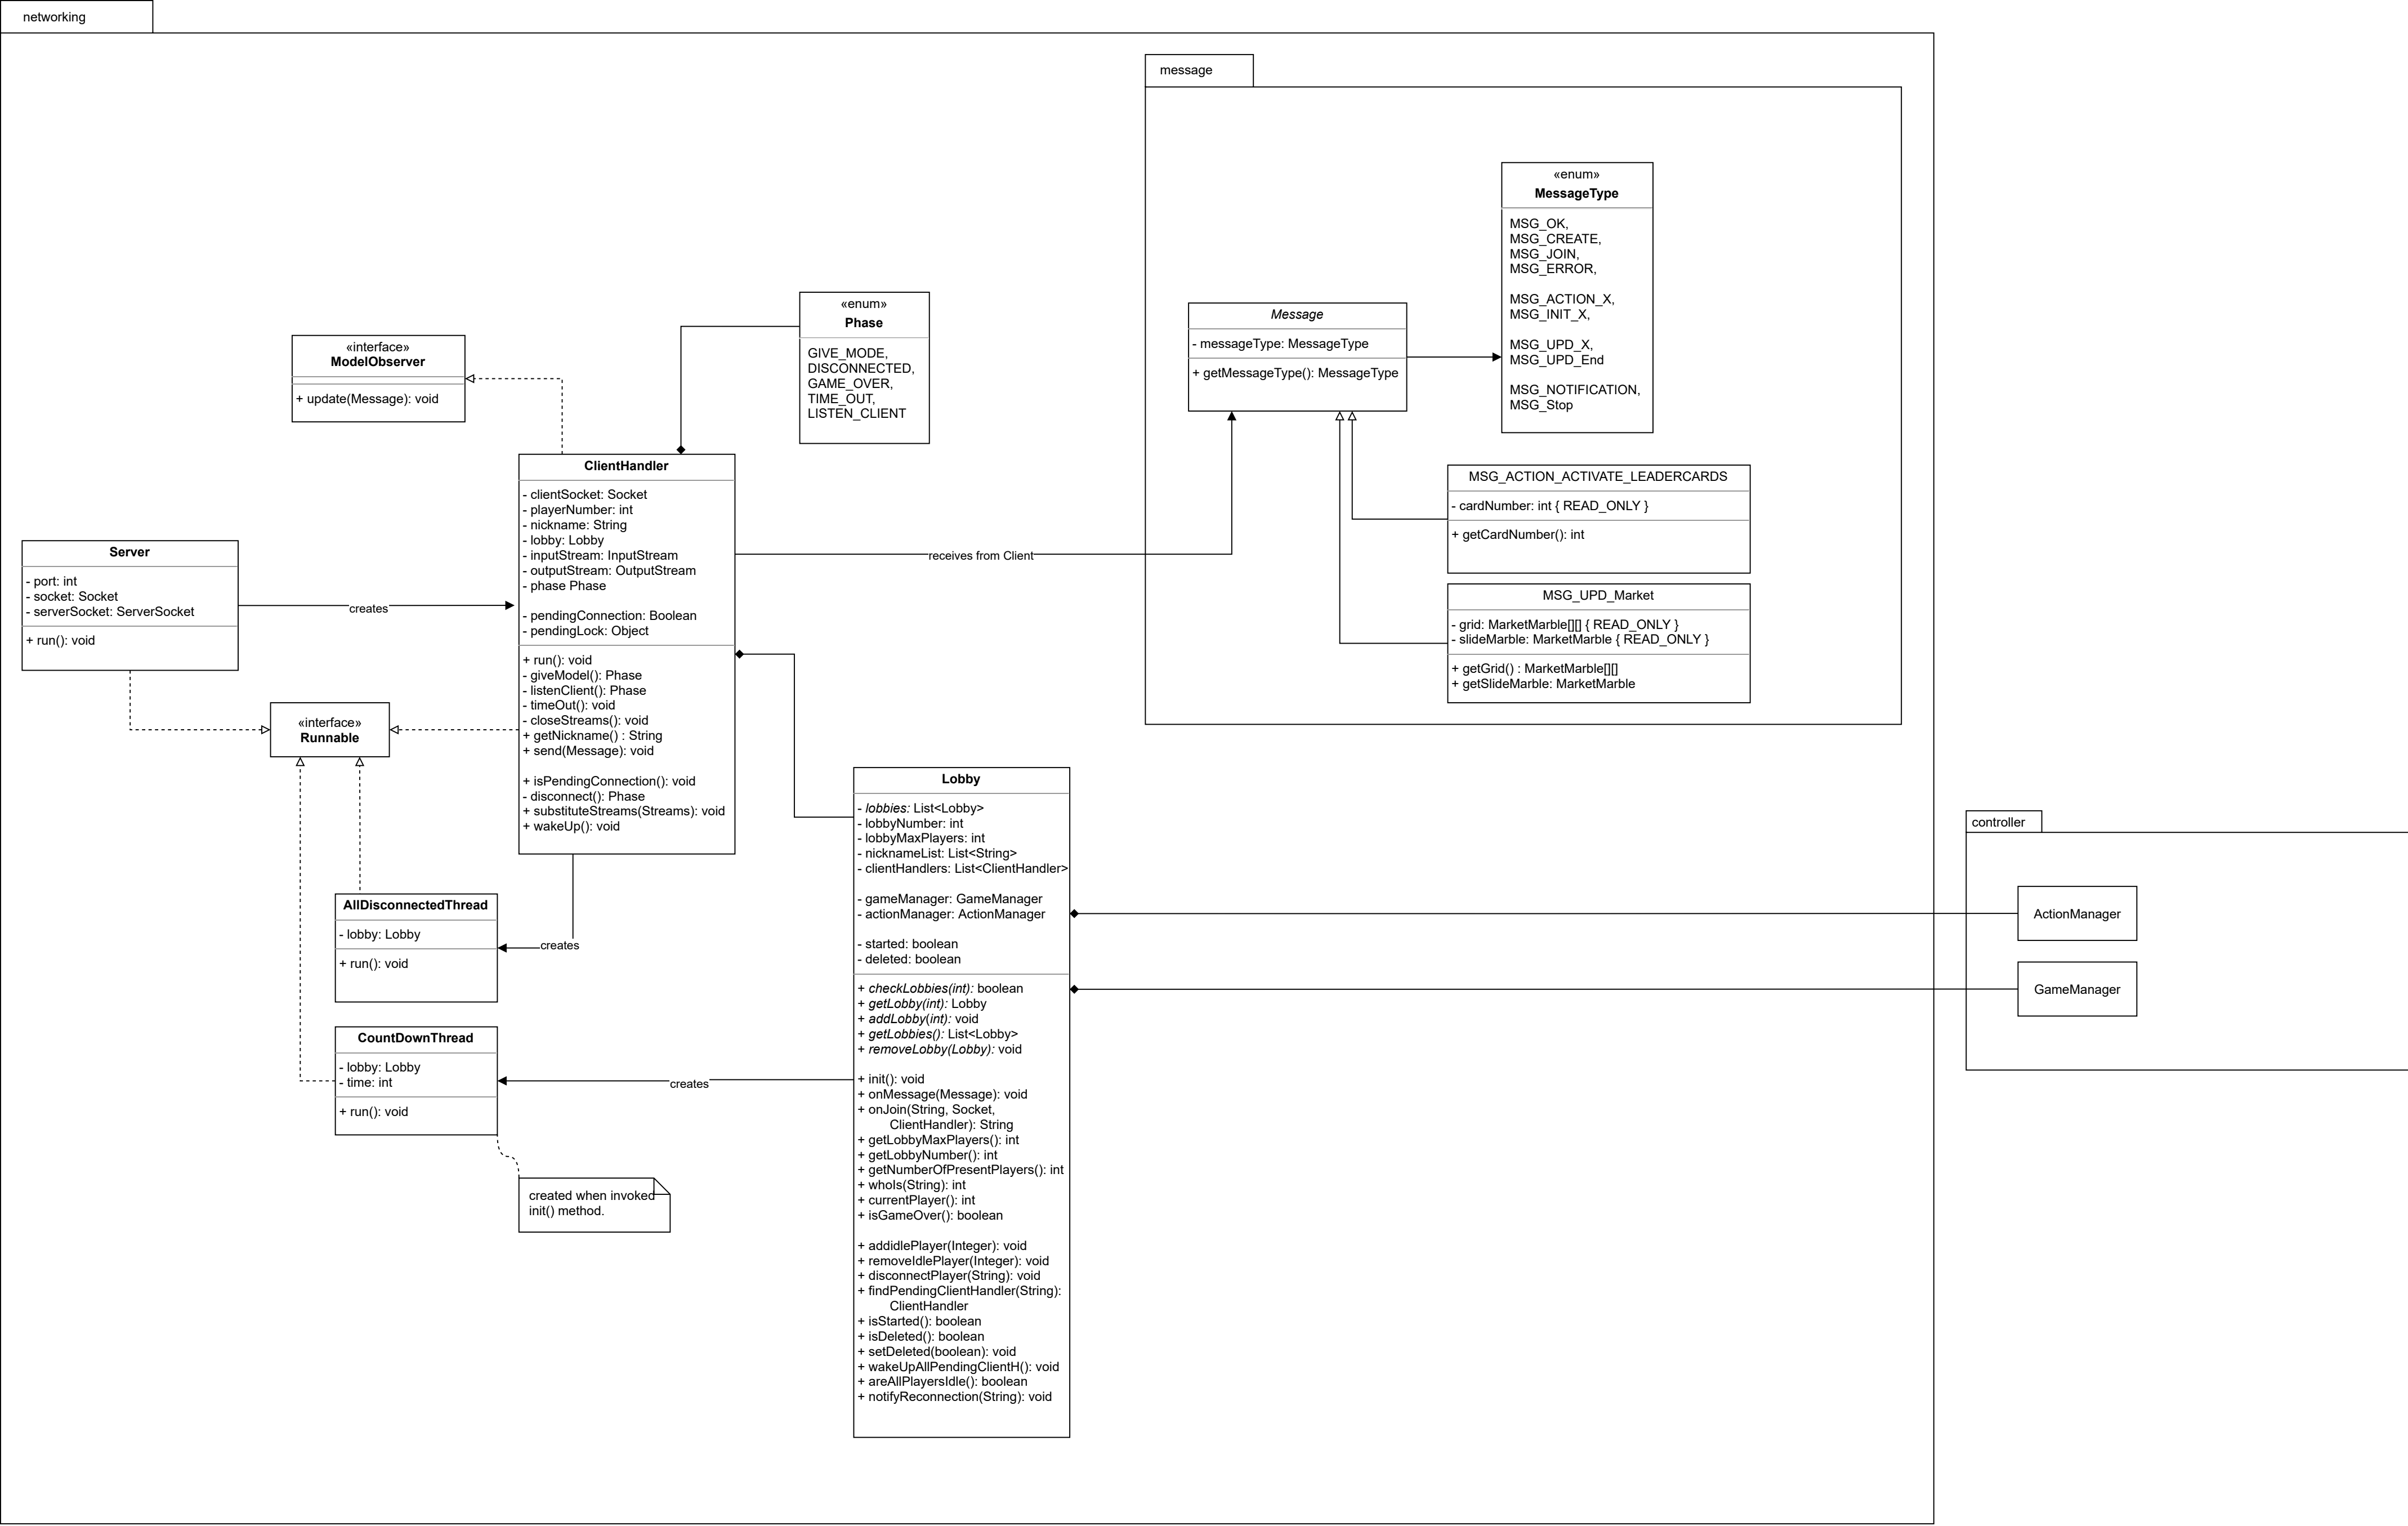 networking
message
«enum»
MessageType
MSG_OK,
MSG_CREATE,
MSG_JOIN,
MSG_ERROR,
MSG_ACTION_X,
MSG_INIT_X,
MSG_UPD_X,
MSG_UPD_End
MSG_NOTIFICATION,
MSG_Stop
Message
- messageType: MessageType
+ getMessageType(): MessageType
«enum»
Phase
GIVE_MODE,
DISCONNECTED,
GAME_OVER,
TIME_OUT,
LISTEN_CLIENT
«interface»
ModelObserver
+ update(Message): void
ClientHandler
- clientSocket: Socket
- playerNumber: int
- nickname: String
- lobby: Lobby
- inputStream: InputStream
- outputStream: OutputStream
- phase Phase
- pendingConnection: Boolean
- pendingLock: Object
+ run(): void
- giveModel(): Phase
- listenClient(): Phase
- timeOut(): void
- closeStreams(): void
+ getNickname() : String
+ send(Message): void
+ isPendingConnection(): void
- disconnect(): Phase
+ substituteStreams(Streams): void
+ wakeUp(): void
MSG_ACTION_ACTIVATE_LEADERCARDS
- cardNumber: int { READ_ONLY }
+ getCardNumber(): int
receives from Client
Server
- port: int
- socket: Socket
- serverSocket: ServerSocket
+ run(): void
creates
MSG_UPD_Market
- grid: MarketMarble[][] { READ_ONLY }
- slideMarble: MarketMarble { READ_ONLY }
+ getGrid() : MarketMarble[][]
+ getSlideMarble: MarketMarble
«interface»
Runnable
Lobby
- lobbies: List<Lobby>
- lobbyNumber: int
- lobbyMaxPlayers: int
- nicknameList: List<String>
- clientHandlers: List<ClientHandler>
- gameManager: GameManager
- actionManager: ActionManager
- started: boolean
- deleted: boolean
+ checkLobbies(int): boolean
+ getLobby(int): Lobby
+ addLobby(int): void
+ getLobbies(): List<Lobby>
+ removeLobby(Lobby): void
+ init(): void
+ onMessage(Message): void
+ onJoin(String, Socket,
ClientHandler): String
+ getLobbyMaxPlayers(): int
+ getLobbyNumber(): int
+ getNumberOfPresentPlayers(): int
+ whoIs(String): int
+ currentPlayer(): int
+ isGameOver(): boolean
+ addidlePlayer(Integer): void
+ removeIdlePlayer(Integer): void
+ disconnectPlayer(String): void
+ findPendingClientHandler(String):
ClientHandler
+ isStarted(): boolean
+ isDeleted(): boolean
+ setDeleted(boolean): void
+ wakeUpAllPendingClientH(): void
+ areAllPlayersIdle(): boolean
+ notifyReconnection(String): void
controller
ActionManager
GameManager
AllDisconnectedThread
- lobby: Lobby
+ run(): void
creates
CountDownThread
- lobby: Lobby
- time: int
+ run(): void
creates
created when invoked
init() method.